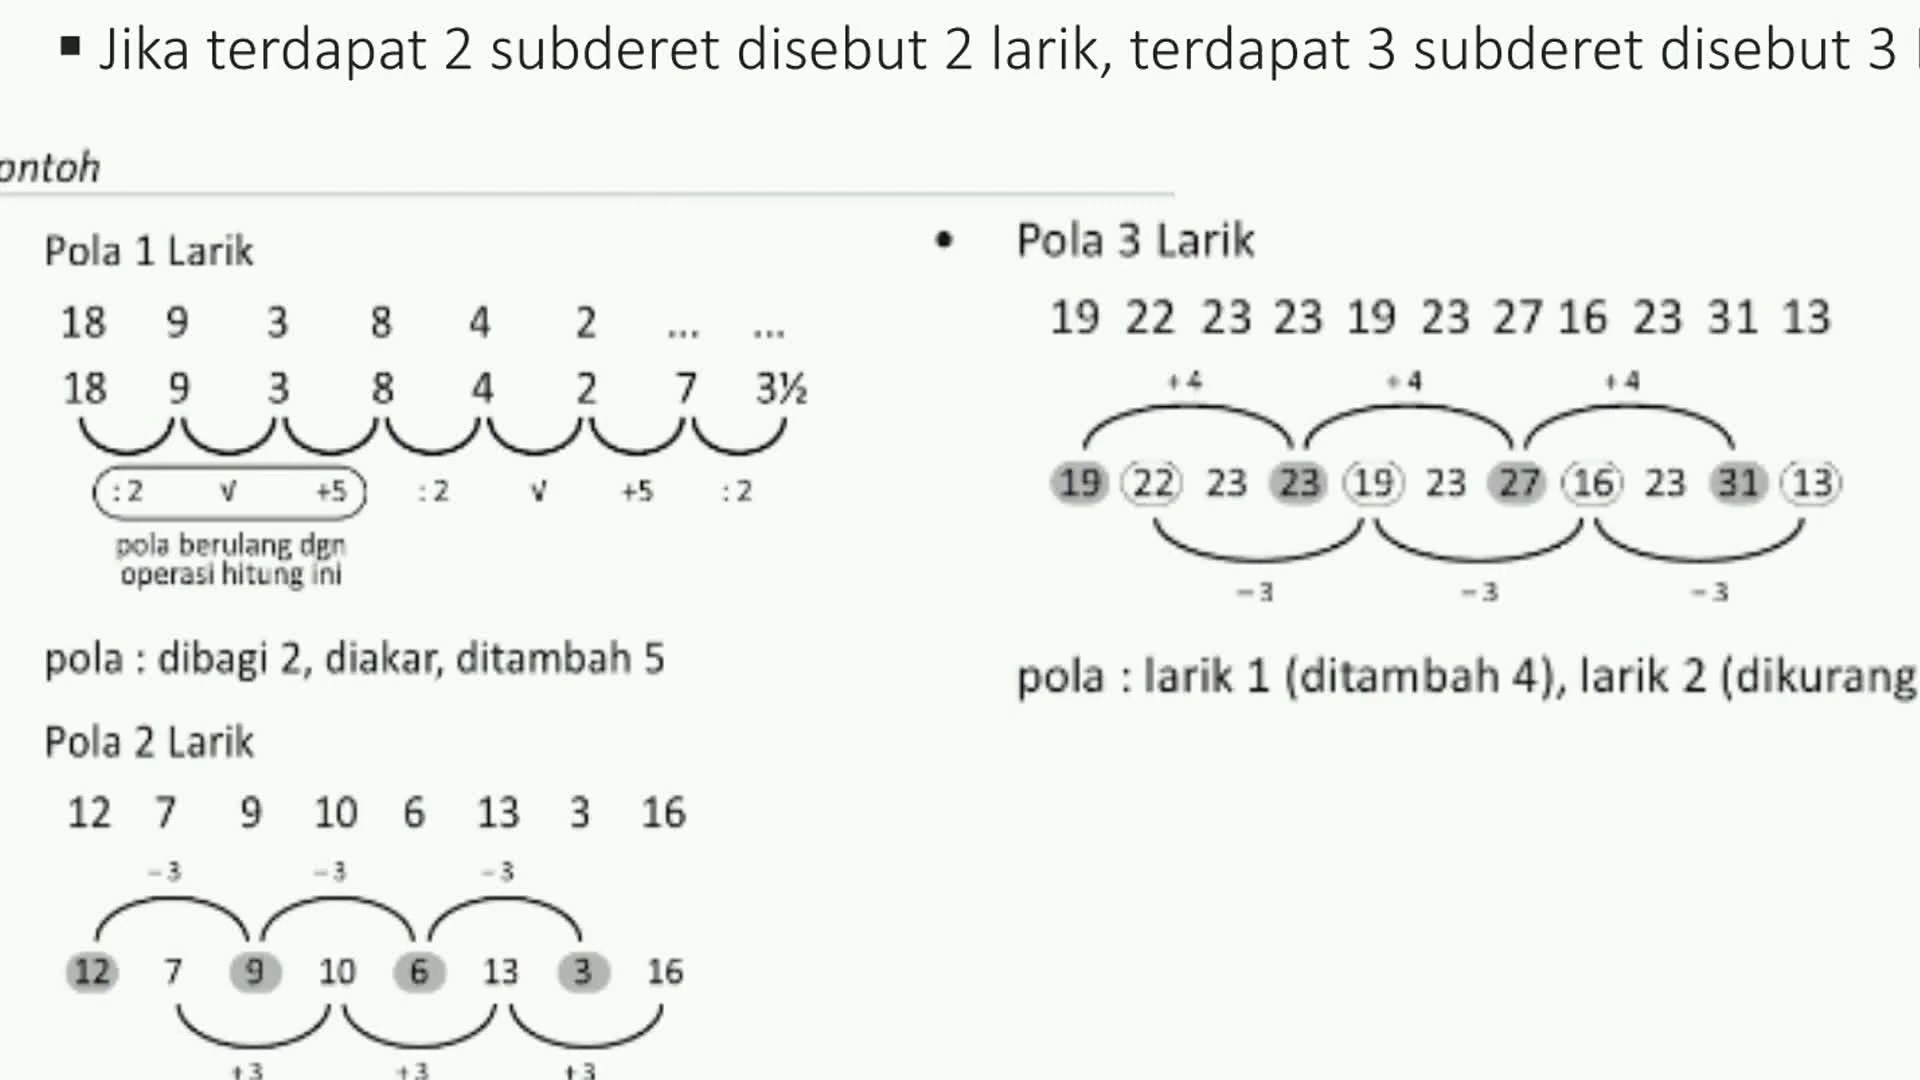 ▪ Jika terdapat 2 subderet disebut 2 larik, terdapat 3 subderet disebut 3
ontoh
Pola 1 Larik
18 9 3 8 4 2 ... ...
18 9 3 8 4 2 7 3½
:2 √ +5 :2 √ +5 :2
pola berulang dgn
operasi hitung ini
pola : dibagi 2, diakar, ditambah 5
Pola 2 Larik
12 7 9 10 6 13 3 16
−3 −3 −3
12 7 9 10 6 13 3 16
+3 +3 +3
• Pola 3 Larik
19 22 23 23 19 23 27 16 23 31 13
+4 +4 +4
19 22 23 23 19 23 27 16 23 31 13
−3 −3 −3
pola : larik 1 (ditambah 4), larik 2 (dikurang